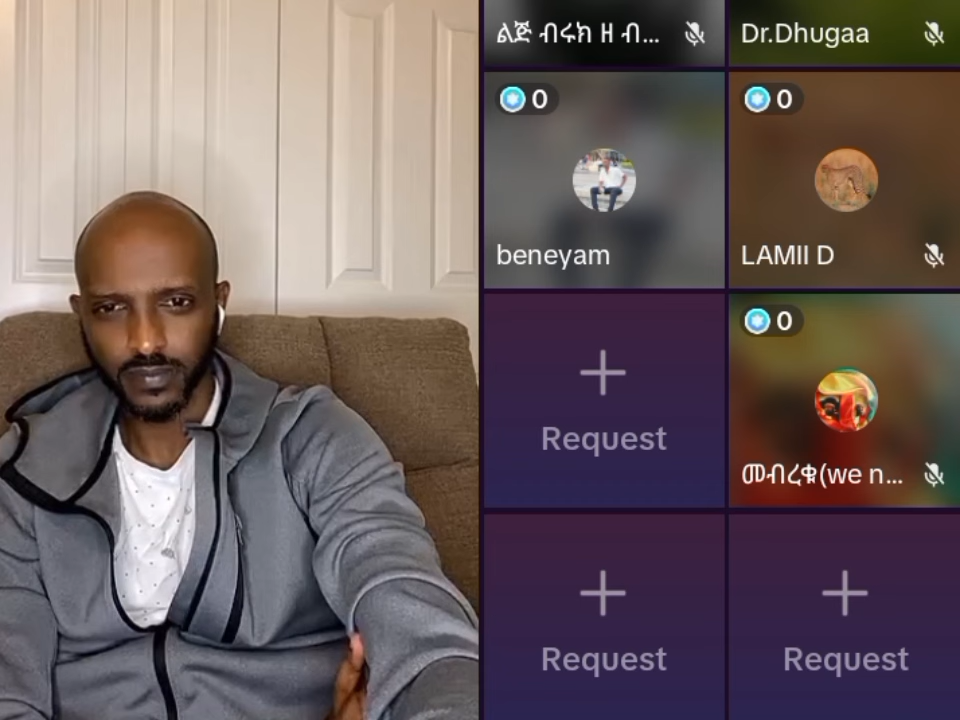 ልጅ ብሩክ ዘ ብ...
Dr.Dhugaa
0
0
beneyam
LAMII D
0
Request
መብረቁ(we n...
Request
Request